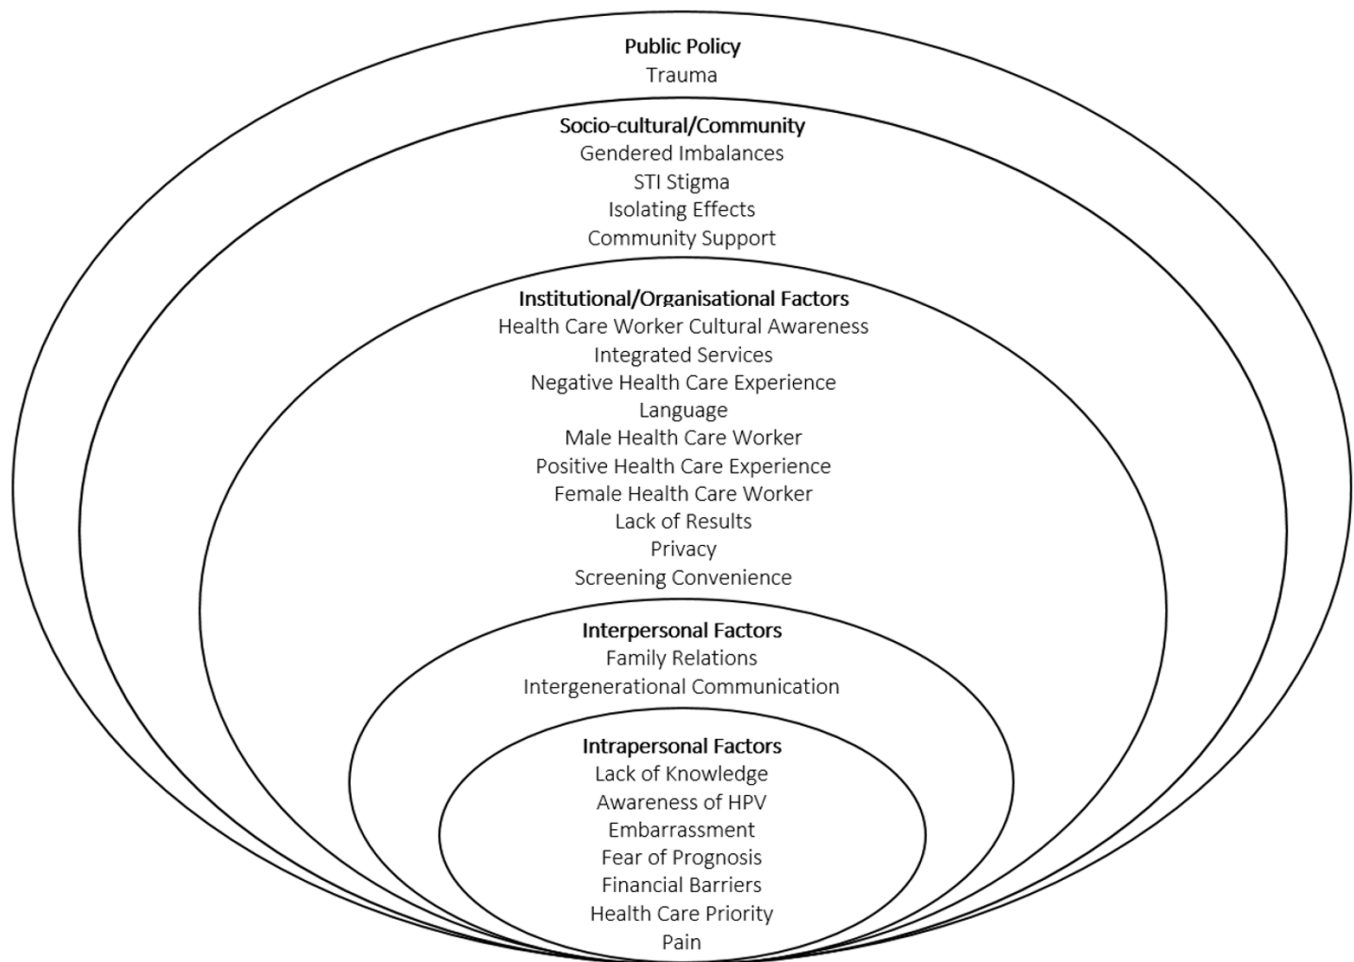 Public Policy
Trauma
Socio-cultural/Community
Gendered Imbalances
STI Stigma
Isolating Effects
Community Support
Institutional/Organisational Factors
Health Care Worker Cultural Awareness
Integrated Services
Negative Health Care Experience
Language
Male Health Care Worker
Positive Health Care Experience
Female Health Care Worker
Lack of Results
Privacy
Screening Convenience
Interpersonal Factors
Family Relations
Intergenerational Communication
Intrapersonal Factors
Lack of Knowledge
Awareness of HPV
Embarrassment
Fear of Prognosis
Financial Barriers
Health Care Priority
Pain